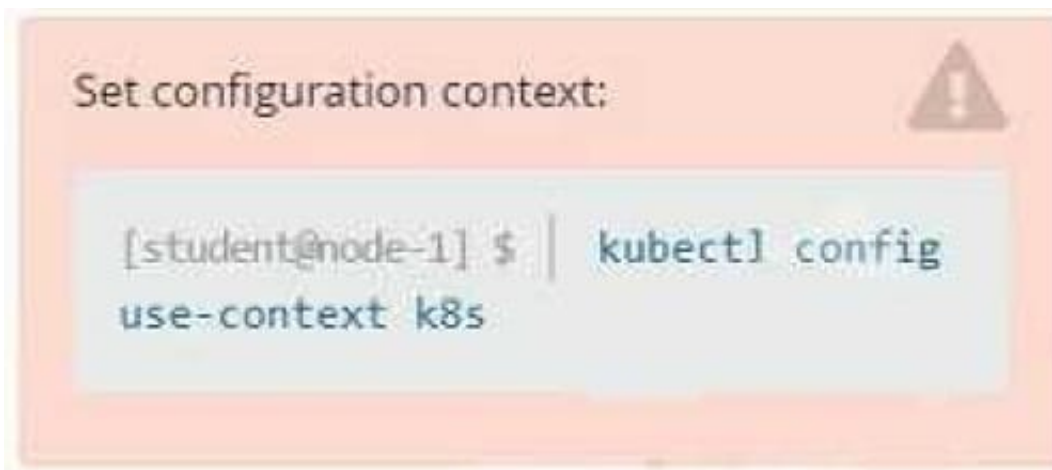 Set configuration context:
[student@node-1] $ | kubectl config
use-context k8s